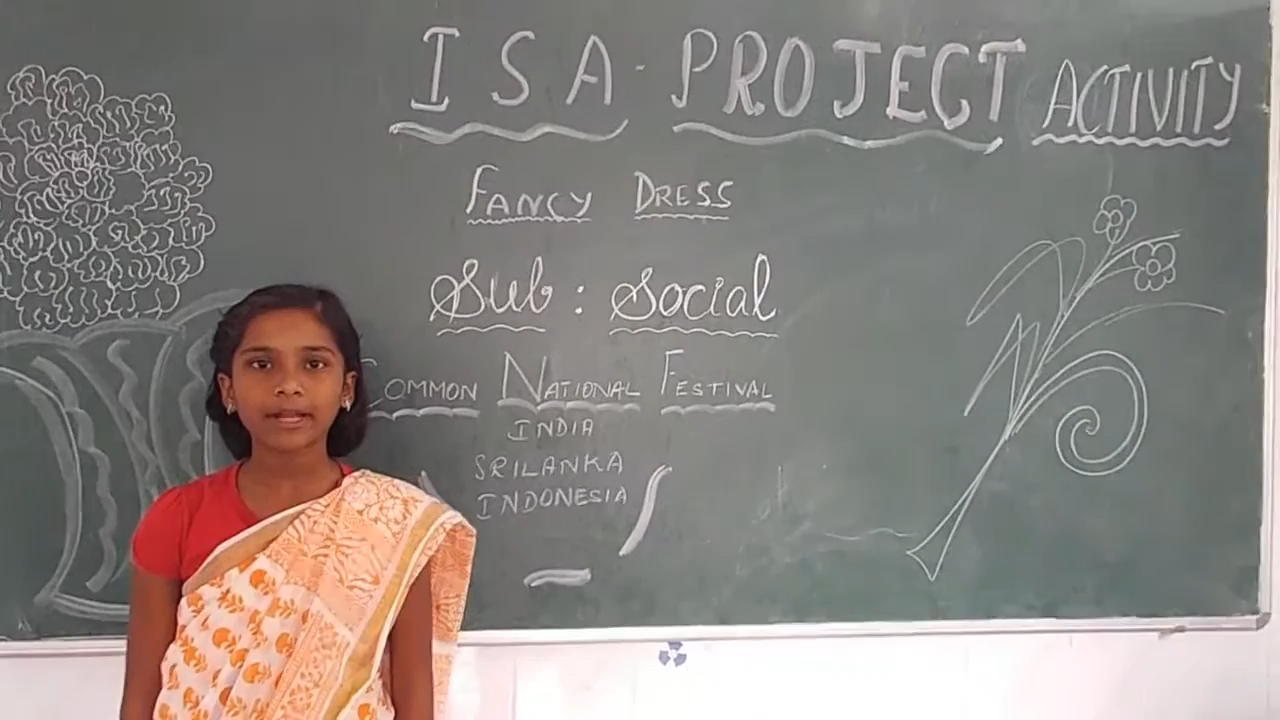 ISA - PROJECT ACTIVITY
FANCY DRESS
Sub : Social
COMMON NATIONAL FESTIVAL
INDIA
SRILANKA
INDONESIA